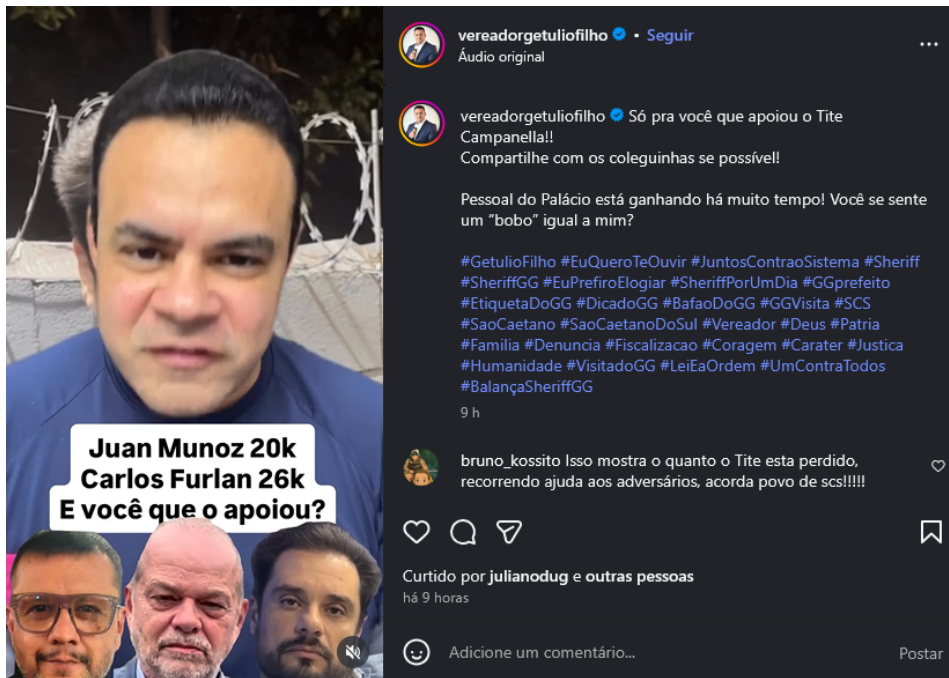 vereadorgetuliofilho • Seguir
Áudio original
...
vereadorgetuliofilho Só pra você que apoiou o Tite
Campanella!!
Compartilhe com os coleguinhas se possível!
Pessoal do Palácio está ganhando há muito tempo! Você se sente
um "bobo" igual a mim?
#GetulioFilho #EuQueroTeOuvir #JuntosContraoSistema #Sheriff
#SheriffGG #EuPrefiroElogiar #SheriffPorUmDia #GGprefeito
#EtiquetaDoGG #DicadoGG #BafaoDoGG #GGVisita #SCS
#SaoCaetano #SaoCaetanoDoSul #Vereador #Deus #Patria
#Familia #Denuncia #Fiscalizacao #Coragem #Carater #Justica
#Humanidade #VisitadoGG #LeiEaOrdem #UmContraTodos
#BalançaSheriffGG
9 h
bruno_kossito Isso mostra o quanto o Tite esta perdido,
recorrendo ajuda aos adversários, acorda povo de scs!!!!!
Curtido por julianodug e outras pessoas
há 9 horas
Adicione um comentário...
Postar
Juan Munoz 20k
Carlos Furlan 26k
E você que o apoiou?